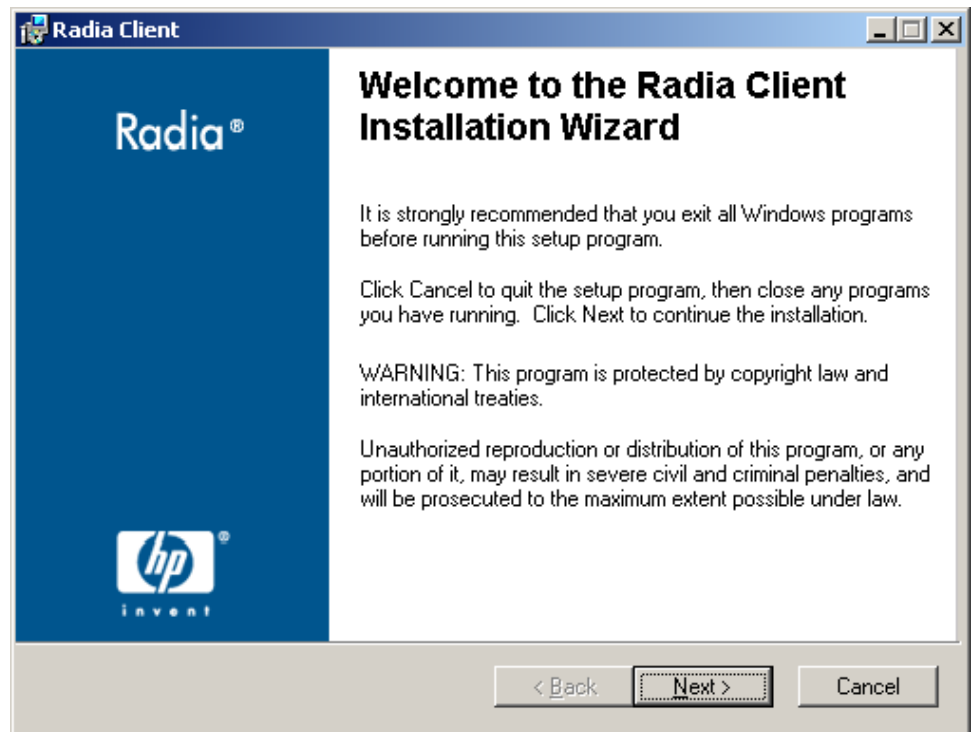 Radia Client
Radia®
Welcome to the Radia Client
Installation Wizard
It is strongly recommended that you exit all Windows programs
before running this setup program.
Click Cancel to quit the setup program, then close any programs
you have running.  Click Next to continue the installation.
WARNING: This program is protected by copyright law and
international treaties.
Unauthorized reproduction or distribution of this program, or any
portion of it, may result in severe civil and criminal penalties, and
will be prosecuted to the maximum extent possible under law.
hp®
invent
< Back
Next >
Cancel